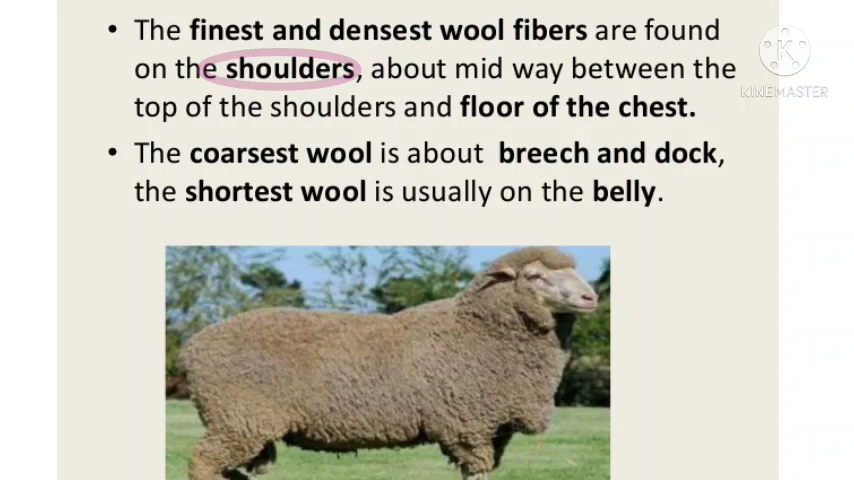 • The finest and densest wool fibers are found
on the shoulders, about mid way between the
top of the shoulders and floor of the chest.
• The coarsest wool is about breech and dock,
the shortest wool is usually on the belly.
K
KINEMASTER